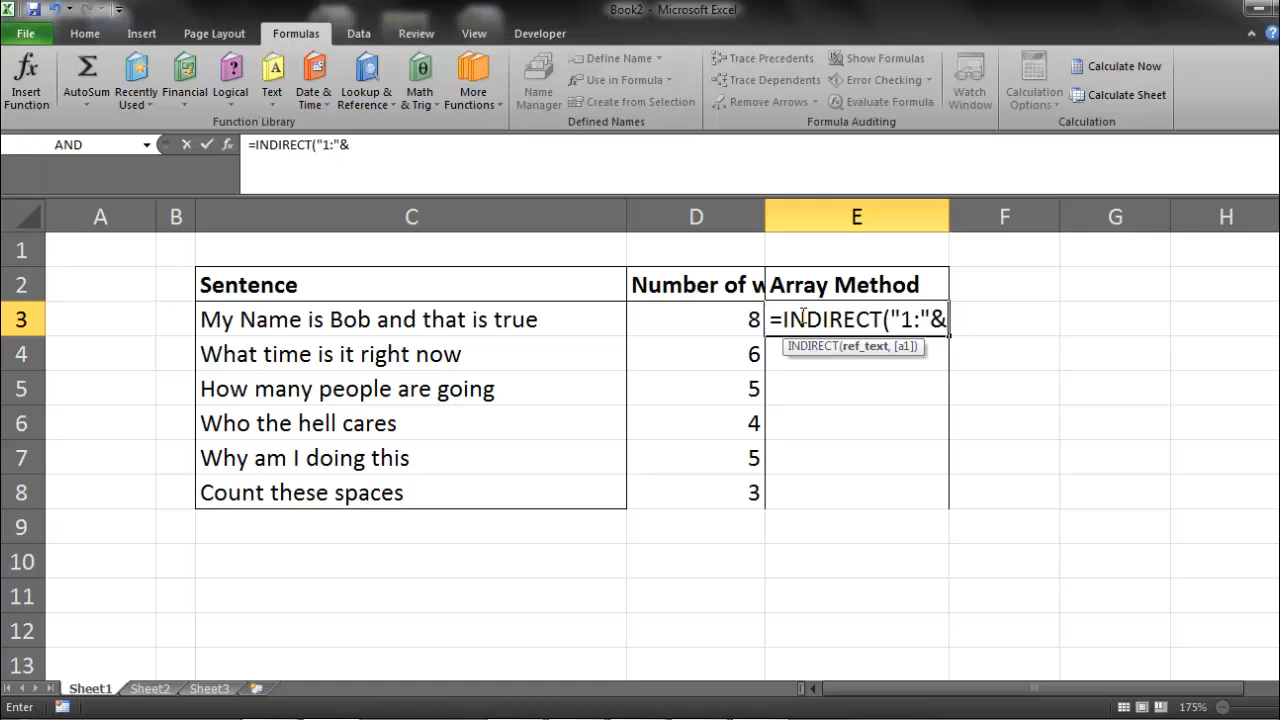 Book2 - Microsoft Excel
File Home Insert Page Layout Formulas Data Review View Developer
fx Insert Function
Σ AutoSum
Recently Used
Financial
Logical
Text
Date & Time
Lookup & Reference
Math & Trig
More Functions
Function Library
Name Manager
Define Name
Use in Formula
Create from Selection
Defined Names
Trace Precedents
Trace Dependents
Remove Arrows
Show Formulas
Error Checking
Evaluate Formula
Formula Auditing
Watch Window
Calculation Options
Calculate Now
Calculate Sheet
Calculation
AND fx =INDIRECT("1:"&
A B C D E F G H
1
2 Sentence Number of w Array Method
3 My Name is Bob and that is true 8 =INDIRECT("1:"&
INDIRECT(ref_text, [a1])
4 What time is it right now 6
5 How many people are going 5
6 Who the hell cares 4
7 Why am I doing this 5
8 Count these spaces 3
9
10
11
12
13
Sheet1 Sheet2 Sheet3
Enter 175%